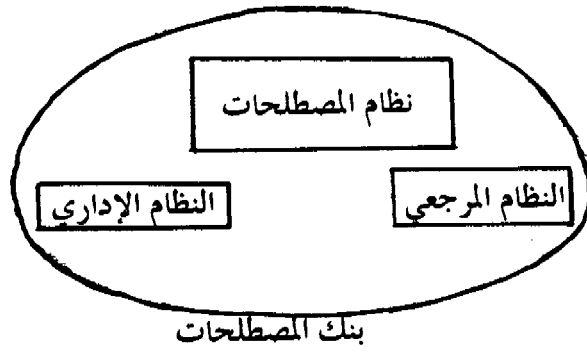 نظام المصطلحات
النظام المرجعي
النظام الإداري
بنك المصطلحات